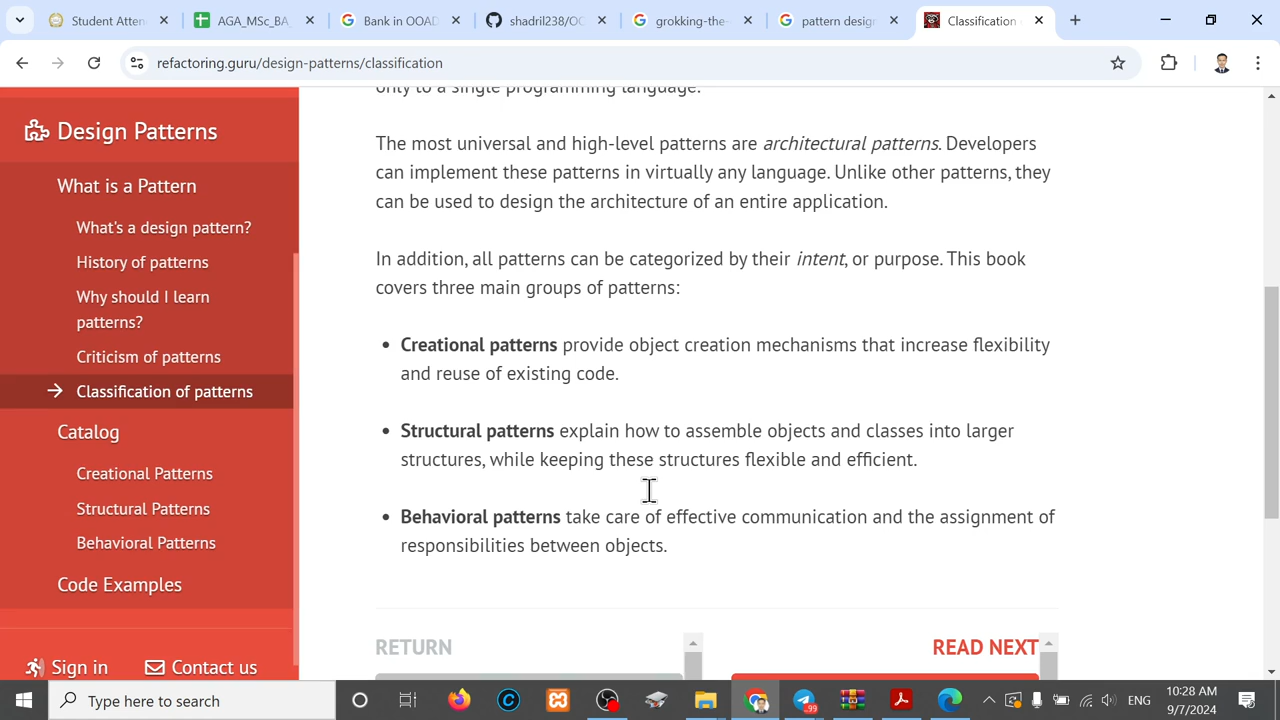 Student Atten
AGA_MSc_BA_
Bank in OOAD
shadril238/OO
grokking-the-
pattern desig
Classification
refactoring.guru/design-patterns/classification
Design Patterns
What is a Pattern
What's a design pattern?
History of patterns
Why should I learn
patterns?
Criticism of patterns
Classification of patterns
Catalog
Creational Patterns
Structural Patterns
Behavioral Patterns
Code Examples
Sign in
Contact us
only to a single programming language.
The most universal and high-level patterns are architectural patterns. Developers
can implement these patterns in virtually any language. Unlike other patterns, they
can be used to design the architecture of an entire application.
In addition, all patterns can be categorized by their intent, or purpose. This book
covers three main groups of patterns:
• Creational patterns provide object creation mechanisms that increase flexibility
and reuse of existing code.
• Structural patterns explain how to assemble objects and classes into larger
structures, while keeping these structures flexible and efficient.
• Behavioral patterns take care of effective communication and the assignment of
responsibilities between objects.
RETURN
READ NEXT
Type here to search
99
ENG
10:28 AM
9/7/2024